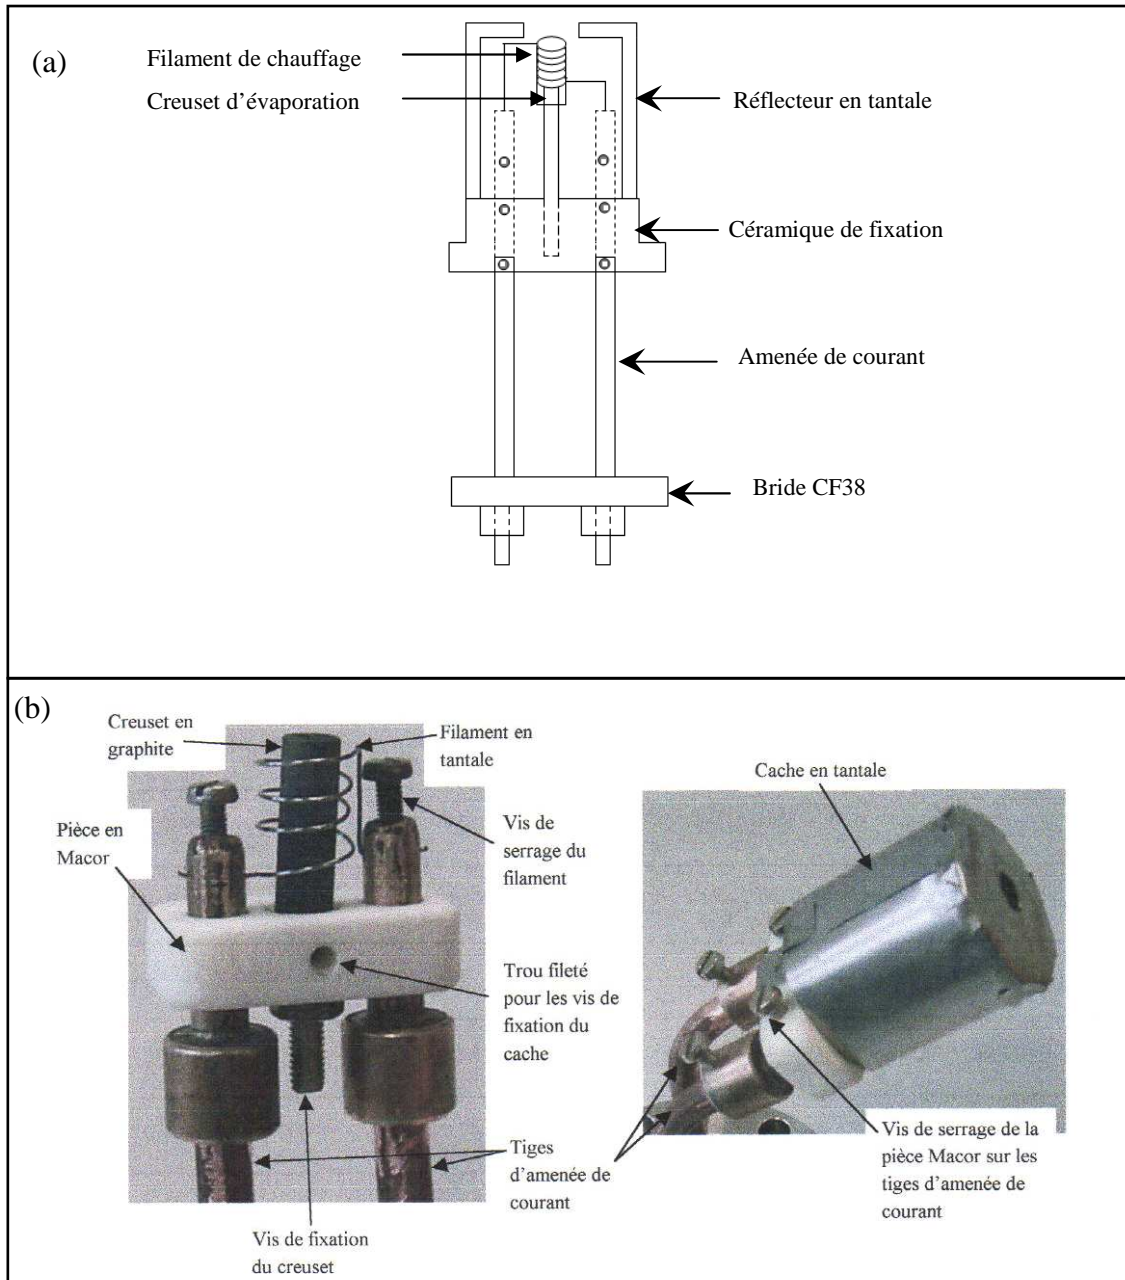 (a)
Filament de chauffage
Creuset d'évaporation
Réflecteur en tantale
Céramique de fixation
Amenée de courant
Bride CF38
(b)
Creuset en
graphite
Filament en
tantale
Pièce en
Macor
Vis de
serrage du
filament
Trou fileté
pour les vis de
fixation du
cache
Tiges
d'amenée de
courant
Vis de fixation
du creuset
Cache en tantale
Vis de serrage de la
pièce Macor sur les
tiges d'amenée de
courant